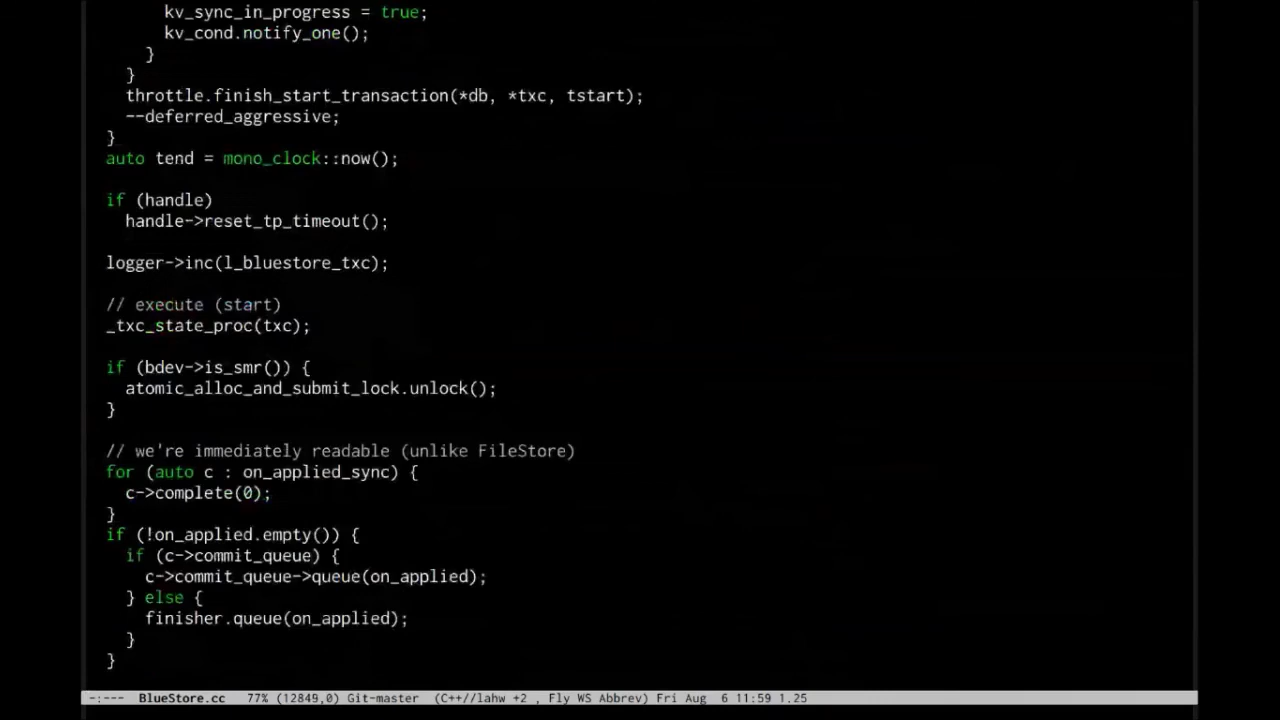 kv_sync_in_progress = true;
kv_cond.notify_one();
}
}
throttle.finish_start_transaction(*db, *txc, tstart);
--deferred_aggressive;
}
auto tend = mono_clock::now();
if (handle)
handle->reset_tp_timeout();
logger->inc(l_bluestore_txc);
// execute (start)
_txc_state_proc(txc);
if (bdev->is_smr()) {
atomic_alloc_and_submit_lock.unlock();
}
// we're immediately readable (unlike FileStore)
for (auto c : on_applied_sync) {
c->complete(0);
}
if (!on_applied.empty()) {
if (c->commit_queue) {
c->commit_queue->queue(on_applied);
} else {
finisher.queue(on_applied);
}
}
-:--- BlueStore.cc 77% (12849,0) Git-master (C++//lahw +2 , Fly WS Abbrev) Fri Aug 6 11:59 1.25